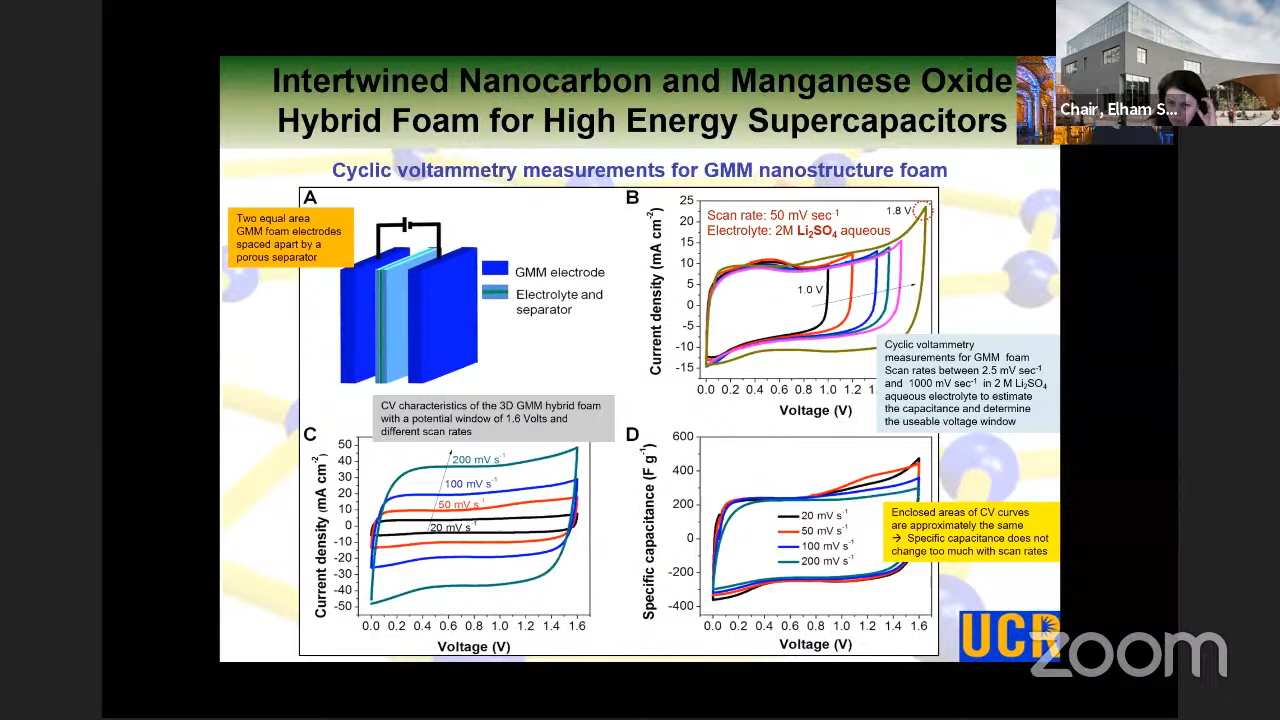 Intertwined Nanocarbon and Manganese Oxide
Hybrid Foam for High Energy Supercapacitors
Chair, Elham S...
Cyclic voltammetry measurements for GMM nanostructure foam
A
Two equal area
GMM foam electrodes
spaced apart by a
porous separator
GMM electrode
Electrolyte and
separator
B
Scan rate: 50 mV sec⁻¹
Electrolyte: 2M Li₂SO₄ aqueous
1.8 V
1.0 V
Current density (mA cm⁻²)
25
20
15
10
5
0
-5
-10
-15
0.0 0.2 0.4 0.6 0.8 1.0 1.2 1
Voltage (V)
Cyclic voltammetry
measurements for GMM foam
Scan rates between 2.5 mV sec⁻¹
and 1000 mV sec⁻¹ in 2 M Li₂SO₄
aqueous electrolyte to estimate
the capacitance and determine
the useable voltage window
CV characteristics of the 3D GMM hybrid foam
with a potential window of 1.6 Volts and
different scan rates
C
Current density (mA cm⁻²)
50
40
30
20
10
0
-10
-20
-30
-40
-50
200 mV s⁻¹
100 mV s⁻¹
50 mV s⁻¹
20 mV s⁻¹
0.0 0.2 0.4 0.6 0.8 1.0 1.2 1.4 1.6
Voltage (V)
D
Specific capacitance (F g⁻¹)
600
400
200
0
-200
-400
20 mV s⁻¹
50 mV s⁻¹
100 mV s⁻¹
200 mV s⁻¹
0.0 0.2 0.4 0.6 0.8 1.0 1.2 1.4 1.6
Voltage (V)
Enclosed areas of CV curves
are approximately the same
→ Specific capacitance does not
change too much with scan rates
UCR
zoom